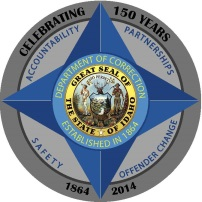 CELEBRATING 150 YEARS
ACCOUNTABILITY
PARTNERSHIPS
DEPARTMENT OF CORRECTION
GREAT SEAL OF
THE STATE OF IDAHO
ESTABLISHED IN 1864
SAFETY
OFFENDER CHANGE
1864 2014